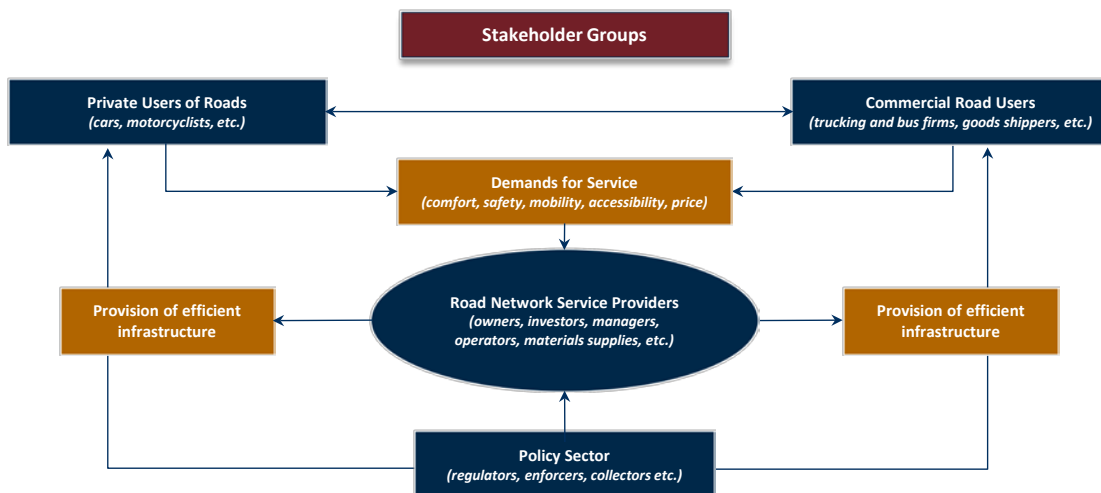 Stakeholder Groups
Private Users of Roads
(cars, motorcyclists, etc.)
Commercial Road Users
(trucking and bus firms, goods shippers, etc.)
Demands for Service
(comfort, safety, mobility, accessibility, price)
Provision of efficient
infrastructure
Road Network Service Providers
(owners, investors, managers,
operators, materials supplies, etc.)
Provision of efficient
infrastructure
Policy Sector
(regulators, enforcers, collectors etc.)